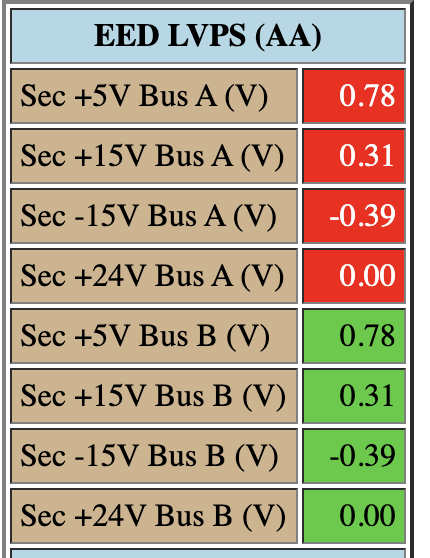 EED LVPS (AA)
Sec +5V Bus A (V) 0.78
Sec +15V Bus A (V) 0.31
Sec -15V Bus A (V) -0.39
Sec +24V Bus A (V) 0.00
Sec +5V Bus B (V) 0.78
Sec +15V Bus B (V) 0.31
Sec -15V Bus B (V) -0.39
Sec +24V Bus B (V) 0.00